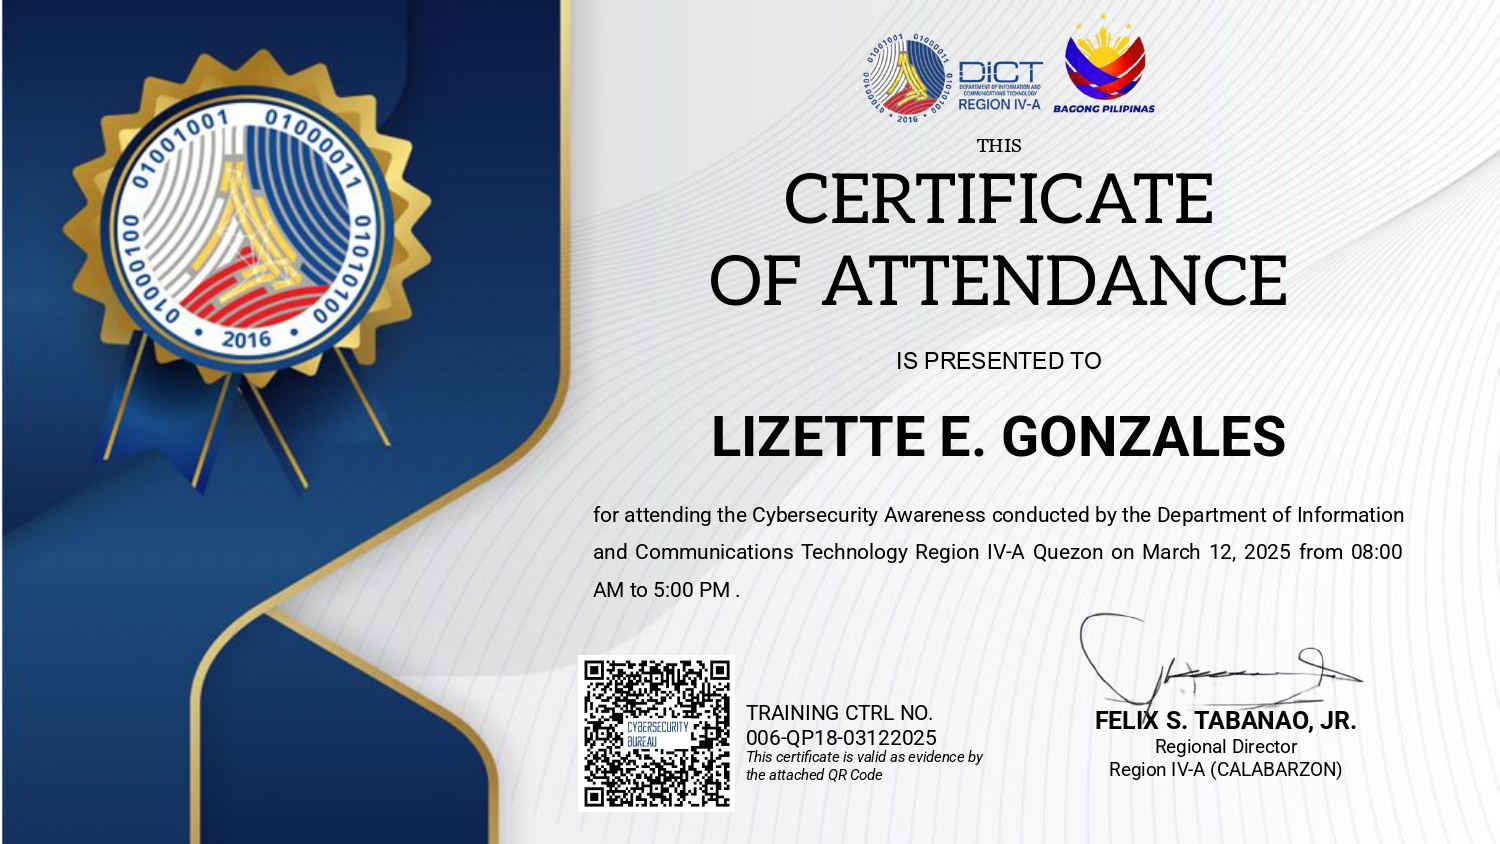 01001001 01000011
01000100
01010100
2016
01001001 01000011
01000100
01010100
2016
DICT
DEPARTMENT OF INFORMATION AND
COMMUNICATIONS TECHNOLOGY
REGION IV-A
BAGONG PILIPINAS
THIS
CERTIFICATE
OF ATTENDANCE
IS PRESENTED TO
LIZETTE E. GONZALES
for attending the Cybersecurity Awareness conducted by the Department of Information
and Communications Technology Region IV-A Quezon on March 12, 2025 from 08:00
AM to 5:00 PM .
CYBERSECURITY
BUREAU
TRAINING CTRL NO.
006-QP18-03122025
This certificate is valid as evidence by
the attached QR Code
FELIX S. TABANAO, JR.
Regional Director
Region IV-A (CALABARZON)